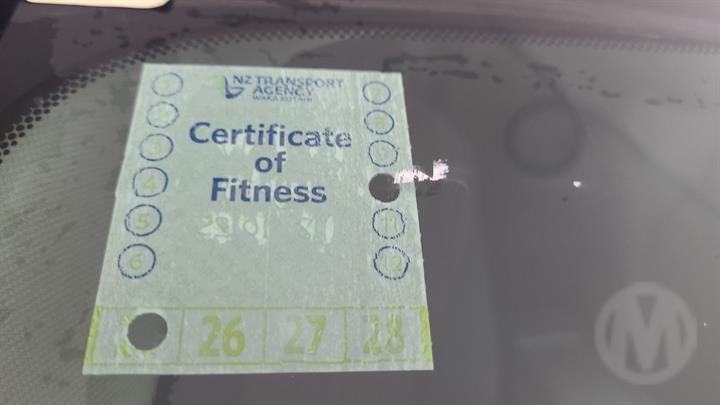 NZ TRANSPORT
AGENCY
WAKA KOTAHI
Certificate
of
Fitness
1
2
3
4
5
6
7
8
9
11
12
26
27
28
M